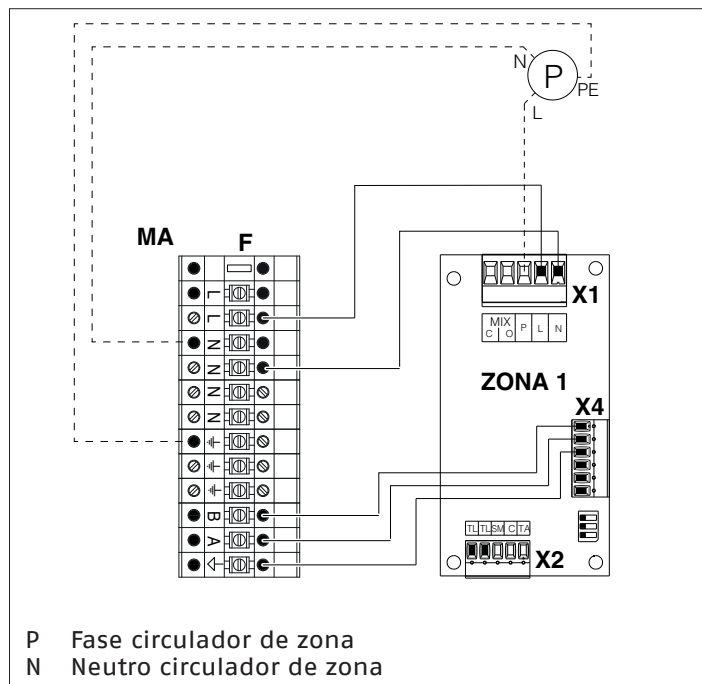 N
P
PE
L
MA
F
L
L
N
N
N
N
B
A
X1
MIX
C O P L N
ZONA 1
X4
TL TL SM C TA
X2
P Fase circulador de zona
N Neutro circulador de zona